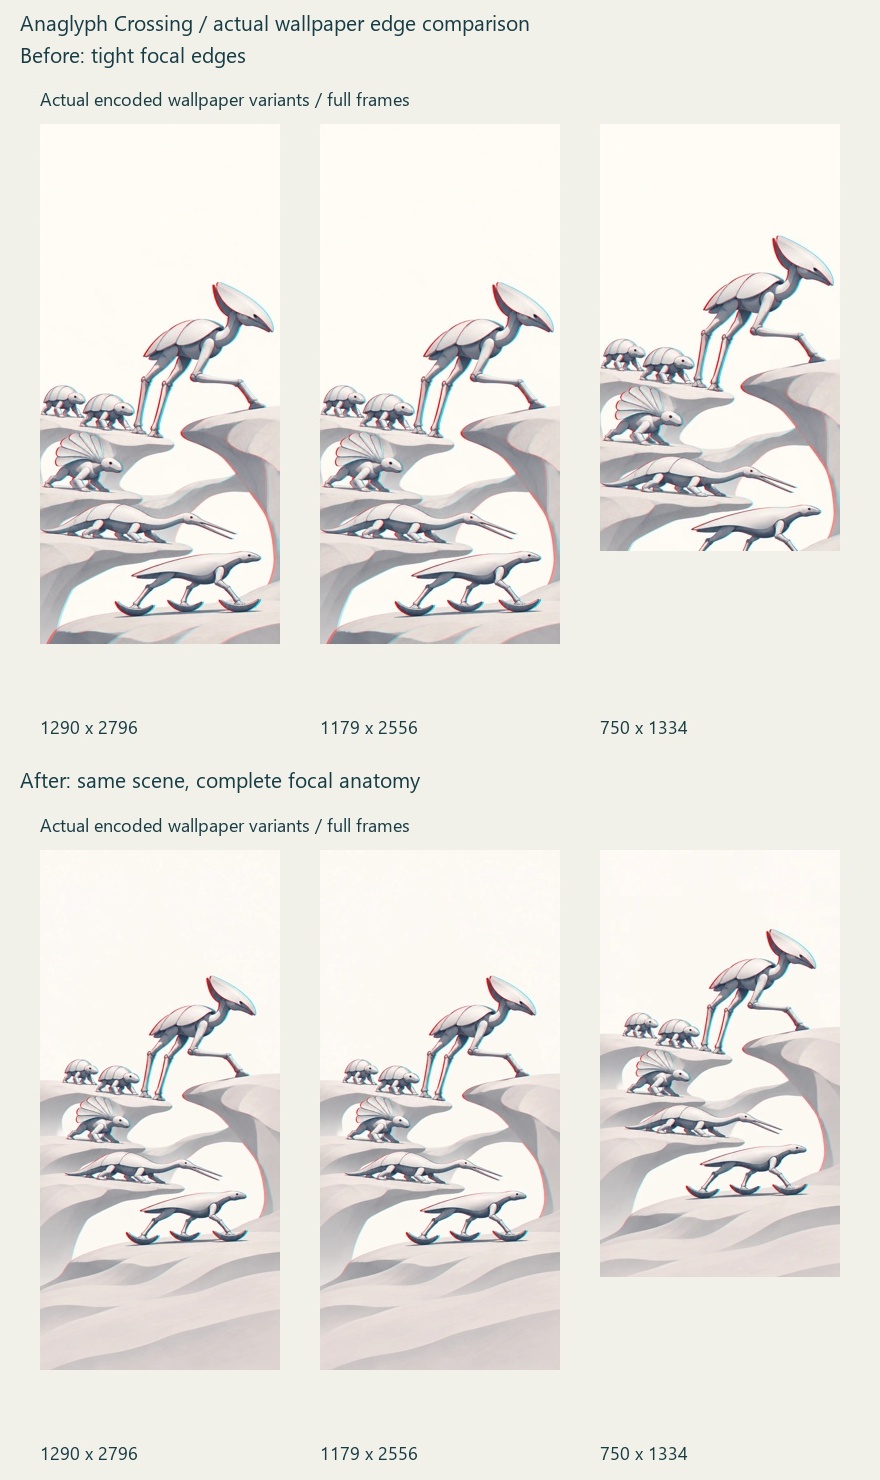 Anaglyph Crossing / actual wallpaper edge comparison
Before: tight focal edges
Actual encoded wallpaper variants / full frames
1290 x 2796
1179 x 2556
750 x 1334
After: same scene, complete focal anatomy
Actual encoded wallpaper variants / full frames
1290 x 2796
1179 x 2556
750 x 1334